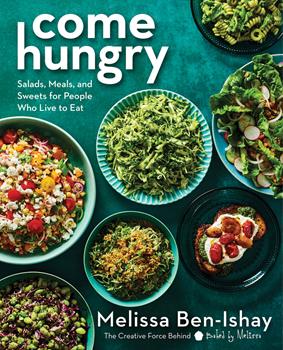 come
hungry
Salads, Meals, and
Sweets for People
Who Live to Eat
Melissa Ben-Ishay
The Creative Force Behind Baked by Melissa